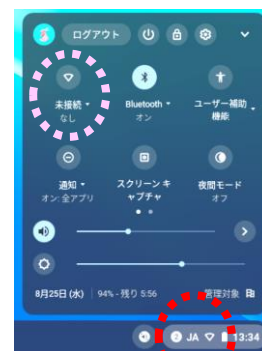 ログアウト
未接続
なし
Bluetooth
オン
ユーザー補助
機能
通知
オン: 全アプリ
スクリーン キ
ャプチャ
夜間モード
オフ
8月25日 (水) 94% - 残り 5:56 管理対象
2 JA 13:34